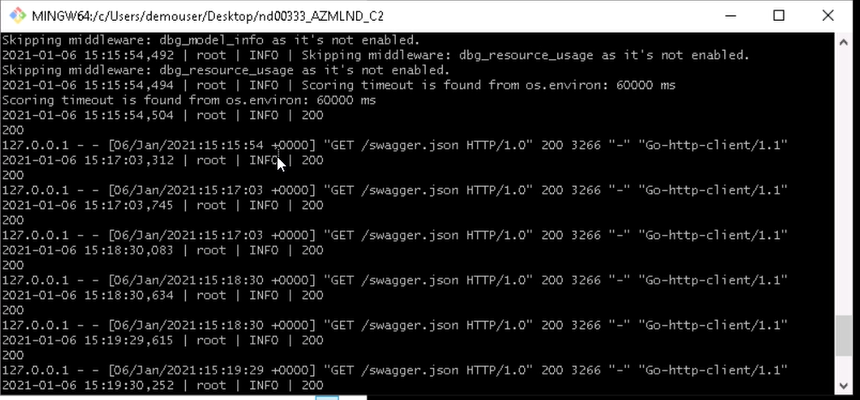 MINGW64:/c/Users/demouser/Desktop/nd00333_AZMLND_C2
Skipping middleware: dbg_model_info as it's not enabled.
2021-01-06 15:15:54,492 | root | INFO | Skipping middleware: dbg_resource_usage as it's not enabled.
Skipping middleware: dbg_resource_usage as it's not enabled.
2021-01-06 15:15:54,494 | root | INFO | Scoring timeout is found from os.environ: 60000 ms
Scoring timeout is found from os.environ: 60000 ms
2021-01-06 15:15:54,504 | root | INFO | 200
200
127.0.0.1 - - [06/Jan/2021:15:15:54 +0000] "GET /swagger.json HTTP/1.0" 200 3266 "-" "Go-http-client/1.1"
2021-01-06 15:17:03,312 | root | INFO | 200
200
127.0.0.1 - - [06/Jan/2021:15:17:03 +0000] "GET /swagger.json HTTP/1.0" 200 3266 "-" "Go-http-client/1.1"
2021-01-06 15:17:03,745 | root | INFO | 200
200
127.0.0.1 - - [06/Jan/2021:15:17:03 +0000] "GET /swagger.json HTTP/1.0" 200 3266 "-" "Go-http-client/1.1"
2021-01-06 15:18:30,083 | root | INFO | 200
200
127.0.0.1 - - [06/Jan/2021:15:18:30 +0000] "GET /swagger.json HTTP/1.0" 200 3266 "-" "Go-http-client/1.1"
2021-01-06 15:18:30,634 | root | INFO | 200
200
127.0.0.1 - - [06/Jan/2021:15:18:30 +0000] "GET /swagger.json HTTP/1.0" 200 3266 "-" "Go-http-client/1.1"
2021-01-06 15:19:29,615 | root | INFO | 200
200
127.0.0.1 - - [06/Jan/2021:15:19:29 +0000] "GET /swagger.json HTTP/1.0" 200 3266 "-" "Go-http-client/1.1"
2021-01-06 15:19:30,252 | root | INFO | 200